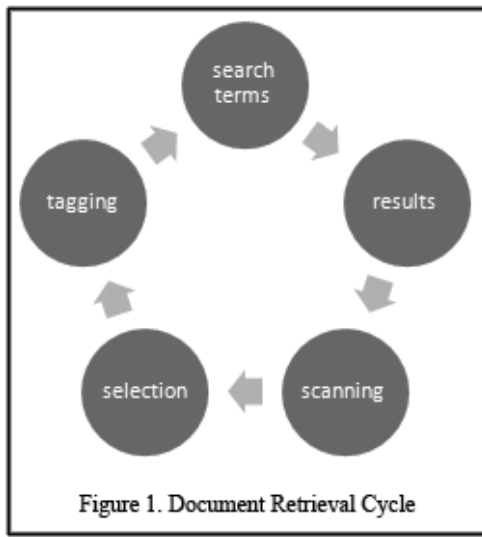 search
terms
results
scanning
selection
tagging
Figure 1. Document Retrieval Cycle